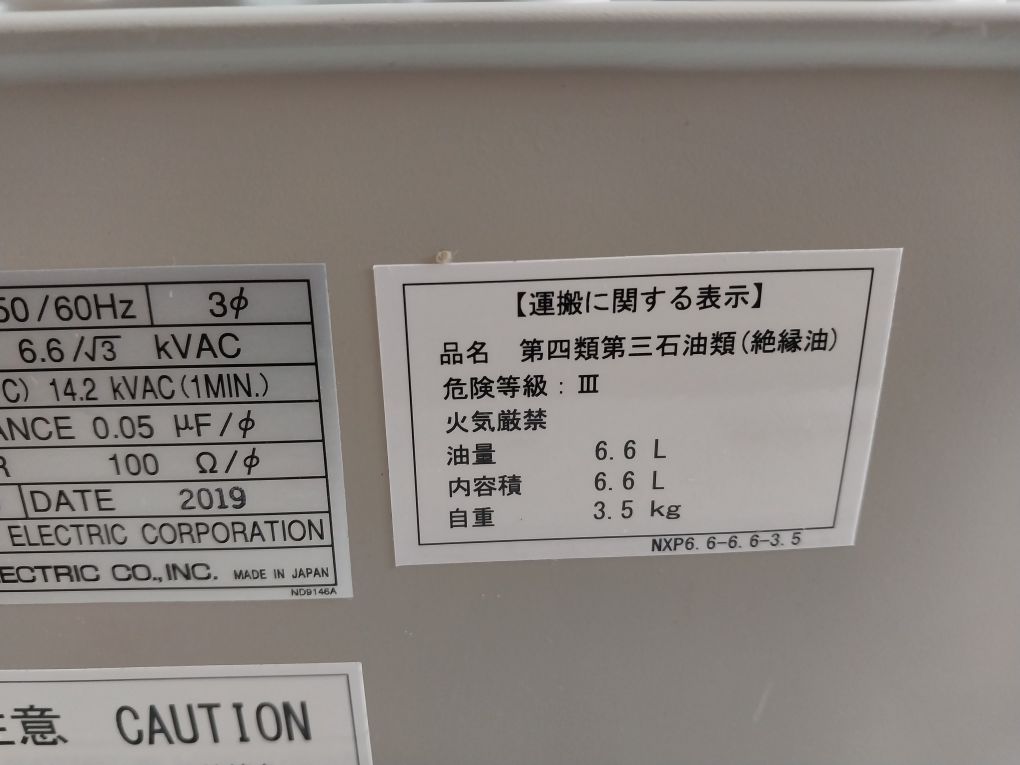 50/60Hz 3φ
6.6/√3 kVAC
C) 14.2 kVAC(1MIN.)
ANCE 0.05 μF/φ
R 100 Ω/φ
DATE 2019
ELECTRIC CORPORATION
ECTRIC CO.,INC. MADE IN JAPAN
ND9146A
【運搬に関する表示】
品名 第四類第三石油類(絶縁油)
危険等級:Ⅲ
火気厳禁
油量 6.6 L
内容積 6.6 L
自重 3.5 kg
NXP6.6-6.6-3.5
注意 CAUTION